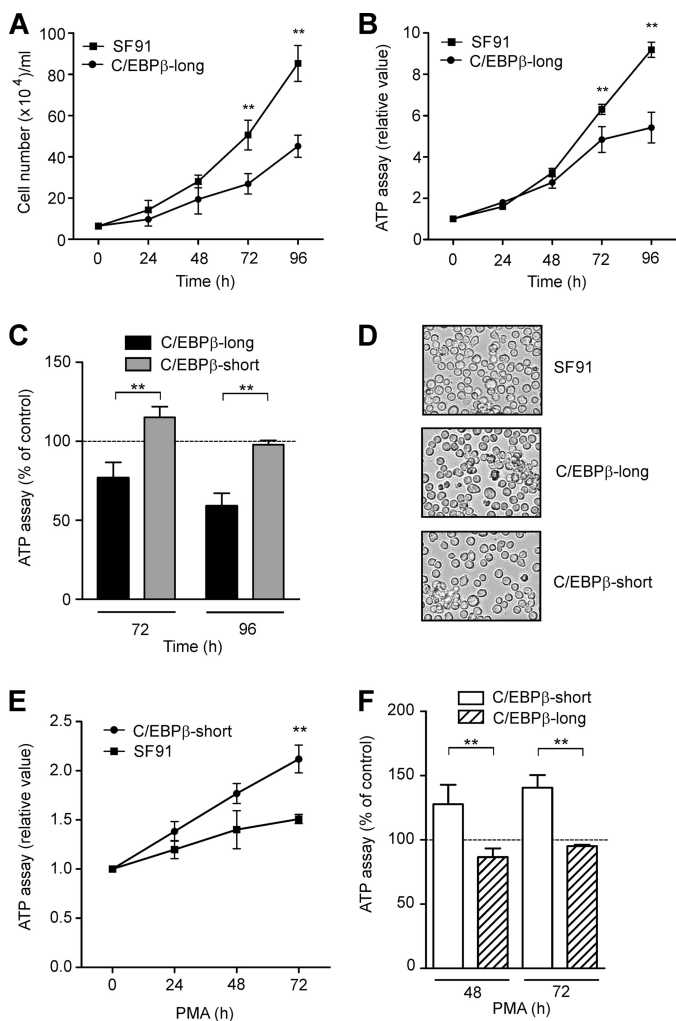 A
SF91
C/EBPβ-long
Cell number (x10⁴)/ml
100
80
60
40
20
0
**
**
0 24 48 72 96
Time (h)
B
SF91
C/EBPβ-long
ATP assay (relative value)
10
8
6
4
2
0
**
**
0 24 48 72 96
Time (h)
C
C/EBPβ-long
C/EBPβ-short
ATP assay (% of control)
150
100
50
0
** **
72 96
Time (h)
D
SF91
C/EBPβ-long
C/EBPβ-short
E
C/EBPβ-short
SF91
ATP assay (relative value)
2.5
2.0
1.5
1.0
0.5
0.0
**
0 24 48 72
PMA (h)
F
C/EBPβ-short
C/EBPβ-long
ATP assay (% of control)
200
150
100
50
0
** **
48 72
PMA (h)